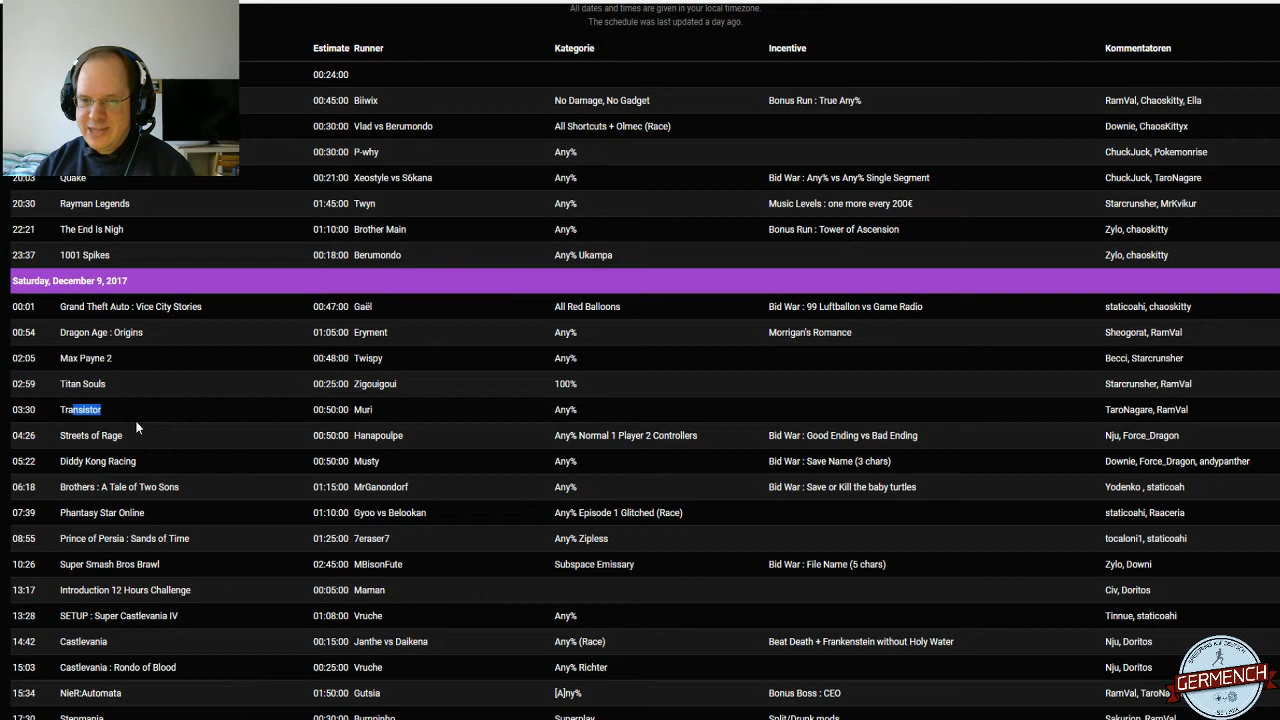 All dates and times are given in your local timezone.
The schedule was last updated a day ago.
Estimate Runner Kategorie Incentive Kommentatoren
00:24:00
00:45:00 Biiwix No Damage, No Gadget Bonus Run : True Any% RamVal, Chaoskitty, Ella
00:30:00 Vlad vs Berumondo All Shortcuts + Olmec (Race) Downie, ChaosKittyx
00:30:00 P-why Any% ChuckJuck, Pokemonrise
20:03 Quake 00:21:00 Xeostyle vs S6kana Any% Bid War : Any% vs Any% Single Segment ChuckJuck, TaroNagare
20:30 Rayman Legends 01:45:00 Twyn Any% Music Levels : one more every 200€ Starcrunsher, MrKvikur
22:21 The End Is Nigh 01:10:00 Brother Main Any% Bonus Run : Tower of Ascension Zylo, chaoskitty
23:37 1001 Spikes 00:18:00 Berumondo Any% Ukampa Zylo, chaoskitty
Saturday, December 9, 2017
00:01 Grand Theft Auto : Vice City Stories 00:47:00 Gaël All Red Balloons Bid War : 99 Luftballon vs Game Radio staticoahi, chaoskitty
00:54 Dragon Age : Origins 01:05:00 Eryment Any% Morrigan's Romance Sheogorat, RamVal
02:05 Max Payne 2 00:48:00 Twispy Any% Becci, Starcrunsher
02:59 Titan Souls 00:25:00 Zigouigoui 100% Starcrunsher, RamVal
03:30 Transistor 00:50:00 Muri Any% TaroNagare, RamVal
04:26 Streets of Rage 00:50:00 Hanapoulpe Any% Normal 1 Player 2 Controllers Bid War : Good Ending vs Bad Ending Nju, Force_Dragon
05:22 Diddy Kong Racing 00:50:00 Musty Any% Bid War : Save Name (3 chars) Downie, Force_Dragon, andypanther
06:18 Brothers : A Tale of Two Sons 01:15:00 MrGanondorf Any% Bid War : Save or Kill the baby turtles Yodenko , staticoah
07:39 Phantasy Star Online 01:10:00 Gyoo vs Belookan Any% Episode 1 Glitched (Race) staticoahi, Raaceria
08:55 Prince of Persia : Sands of Time 01:25:00 7eraser7 Any% Zipless tocaloni1, staticoahi
10:26 Super Smash Bros Brawl 02:45:00 MBisonFute Subspace Emissary Bid War : File Name (5 chars) Zylo, Downi
13:17 Introduction 12 Hours Challenge 00:05:00 Maman Civ, Doritos
13:28 SETUP : Super Castlevania IV 01:08:00 Vruche Any% Tinnue, staticoahi
14:42 Castlevania 00:15:00 Janthe vs Daikena Any% (Race) Beat Death + Frankenstein without Holy Water Nju, Doritos
15:03 Castlevania : Rondo of Blood 00:25:00 Vruche Any% Richter Nju, Doritos
15:34 NieR:Automata 01:50:00 Gutsia [A]ny% Bonus Boss : CEO RamVal, TaroNa
17:30 Stepmania 00:30:00 Bumpinho Superplay Split/Drunk mods Sakurion, RamVal
GERMENCH